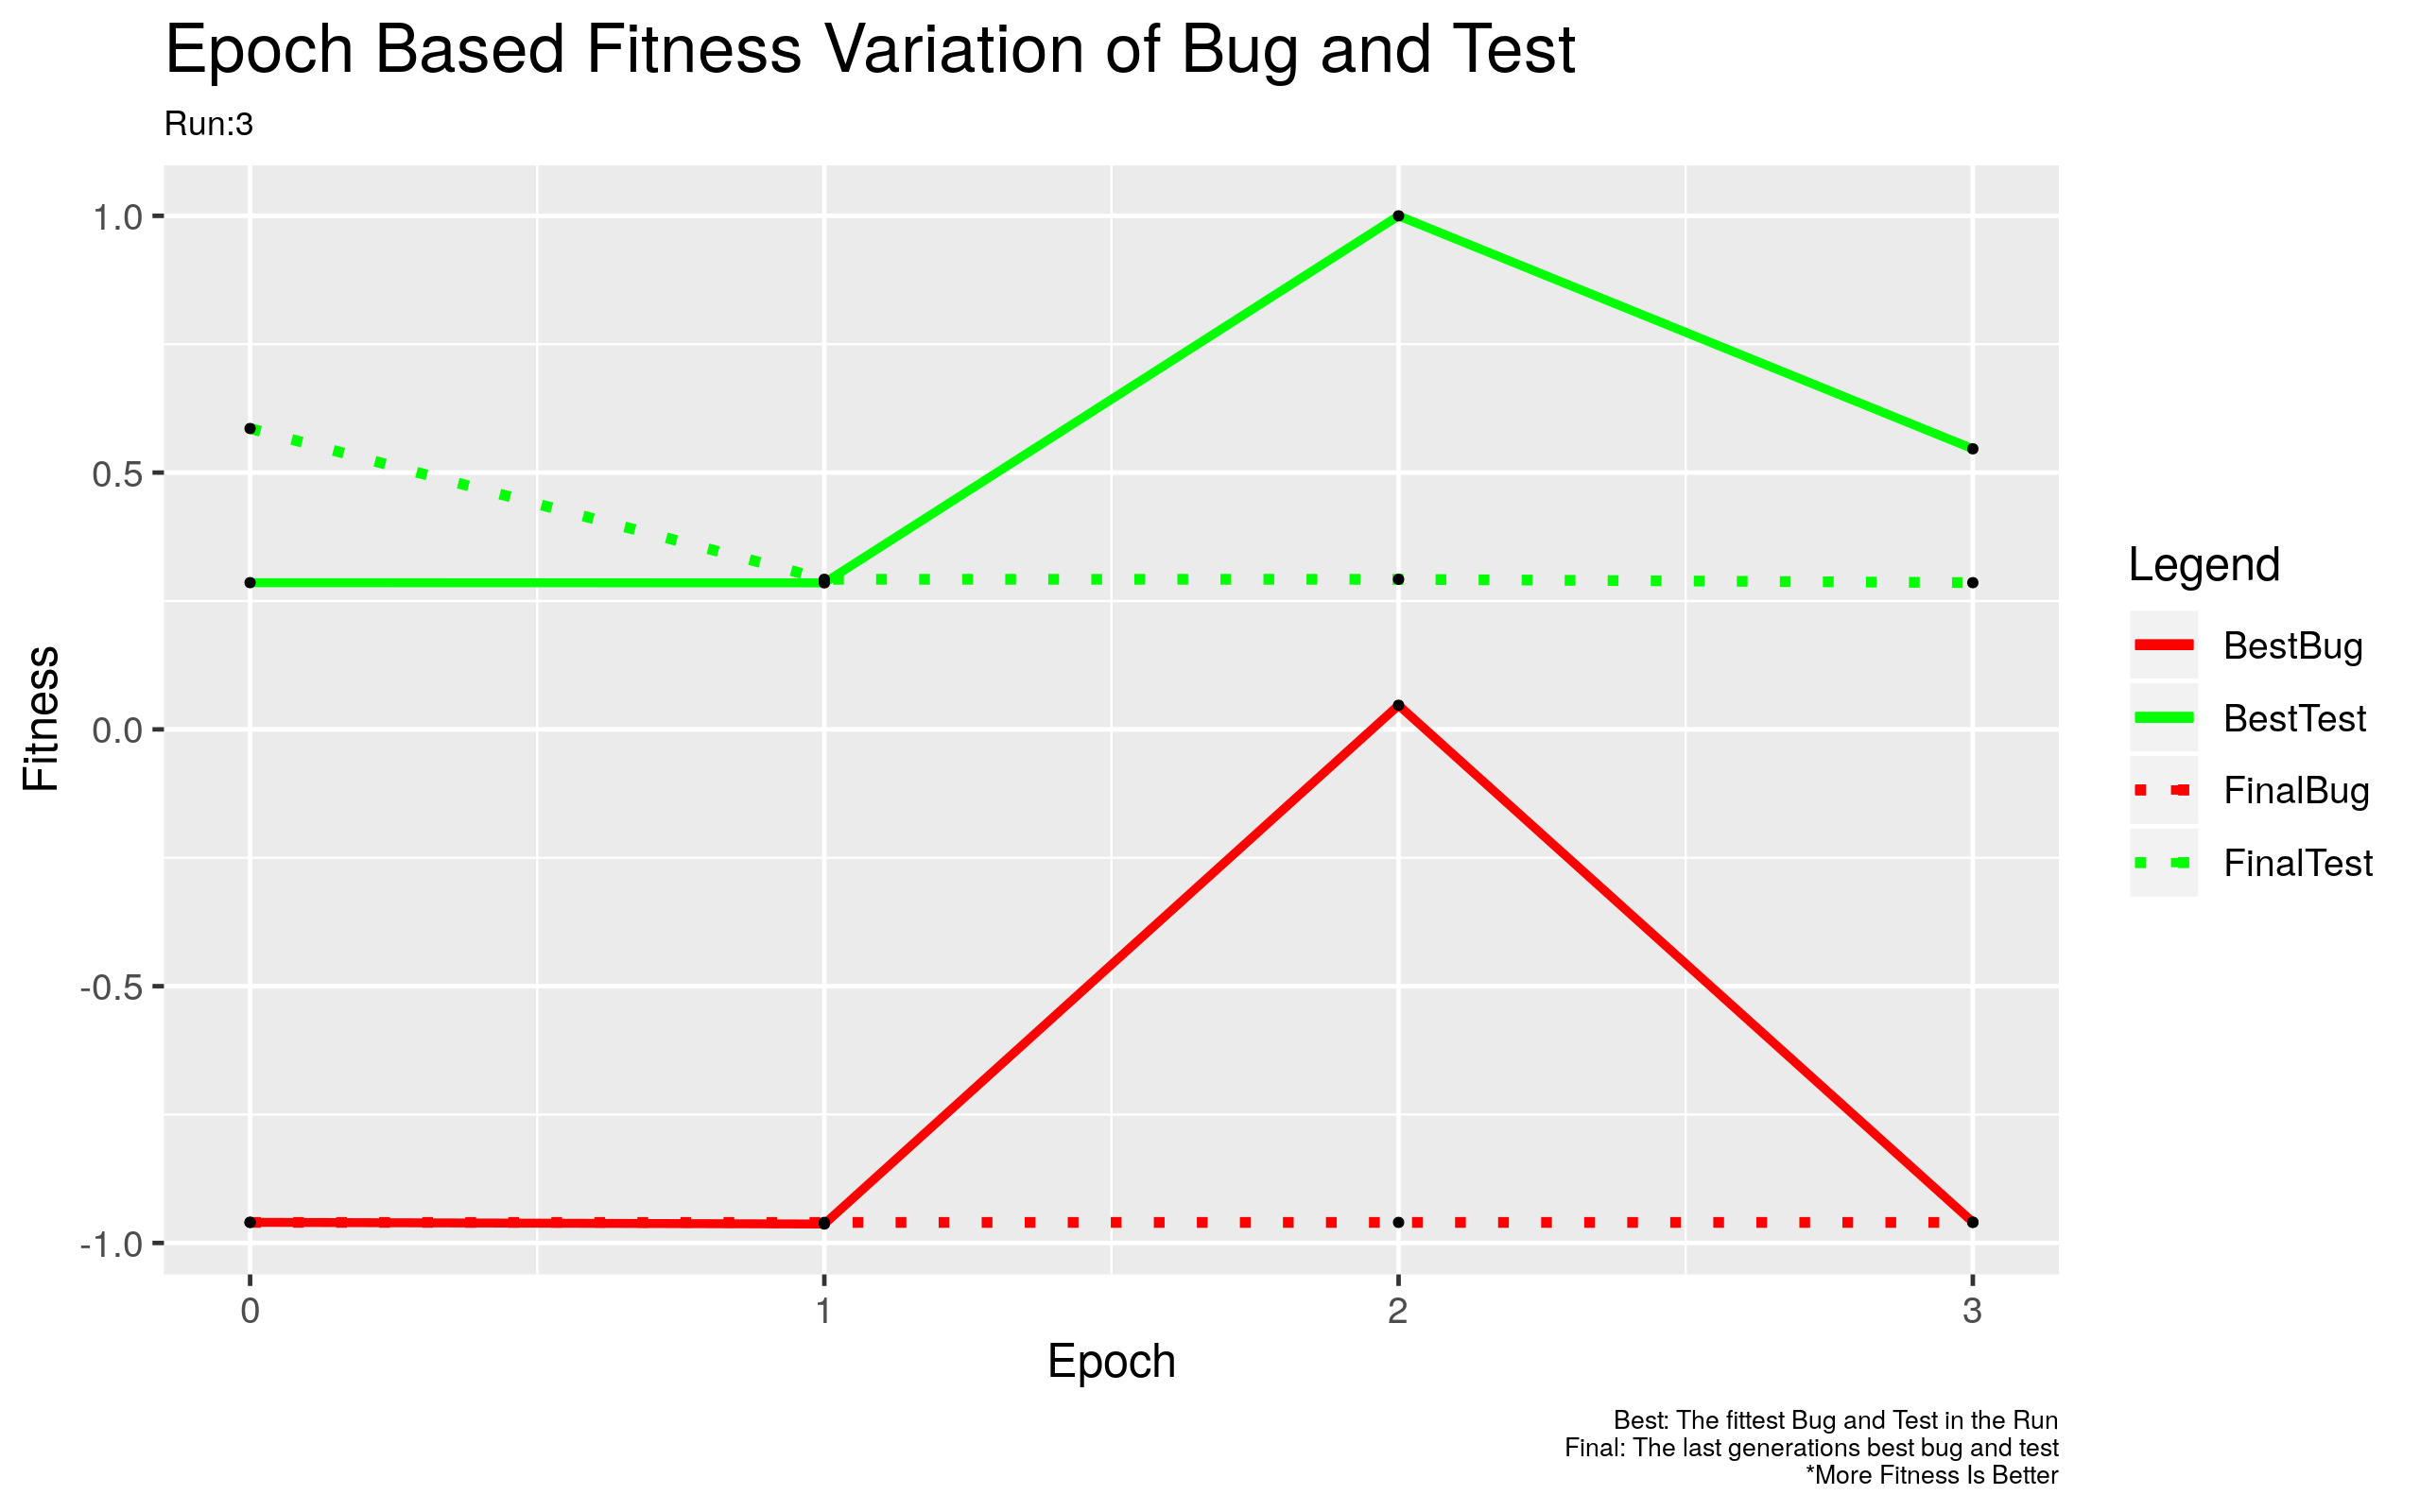 Epoch Based Fitness Variation of Bug and Test
Run:3
1.0
0.5
0.0
-0.5
-1.0
Fitness
0
1
2
3
Epoch
Legend
BestBug
BestTest
FinalBug
FinalTest
Best: The fittest Bug and Test in the Run
Final: The last generations best bug and test
*More Fitness Is Better